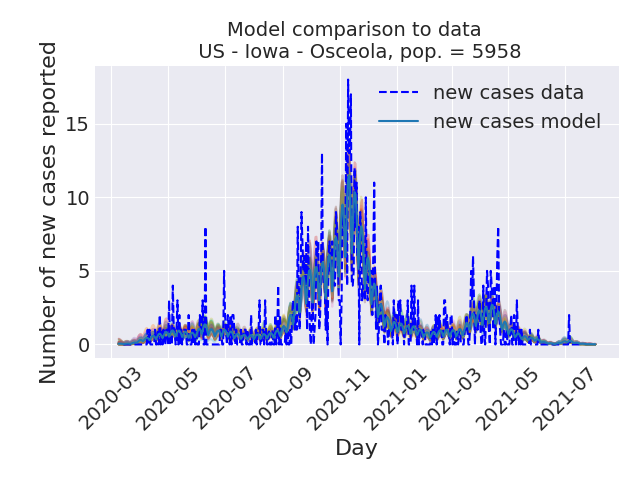 Model comparison to data
US - Iowa - Osceola, pop. = 5958
Number of new cases reported
15
10
5
0
new cases data
new cases model
2020-03
2020-05
2020-07
2020-09
2020-11
2021-01
2021-03
2021-05
2021-07
Day